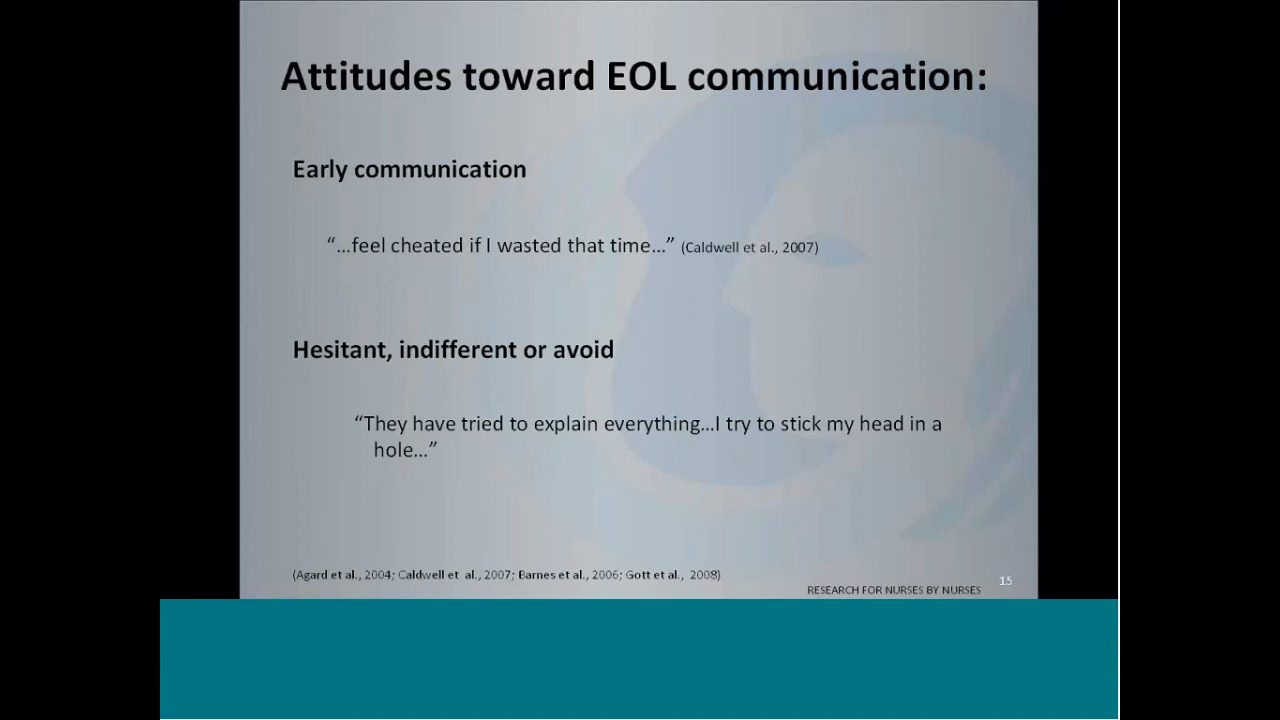 Attitudes toward EOL communication:
Early communication
“…feel cheated if I wasted that time…” (Caldwell et al., 2007)
Hesitant, indifferent or avoid
“They have tried to explain everything…I try to stick my head in a
hole…”
(Agard et al., 2004; Caldwell et al., 2007; Barnes et al., 2006; Gott et al., 2008)
15
RESEARCH FOR NURSES BY NURSES